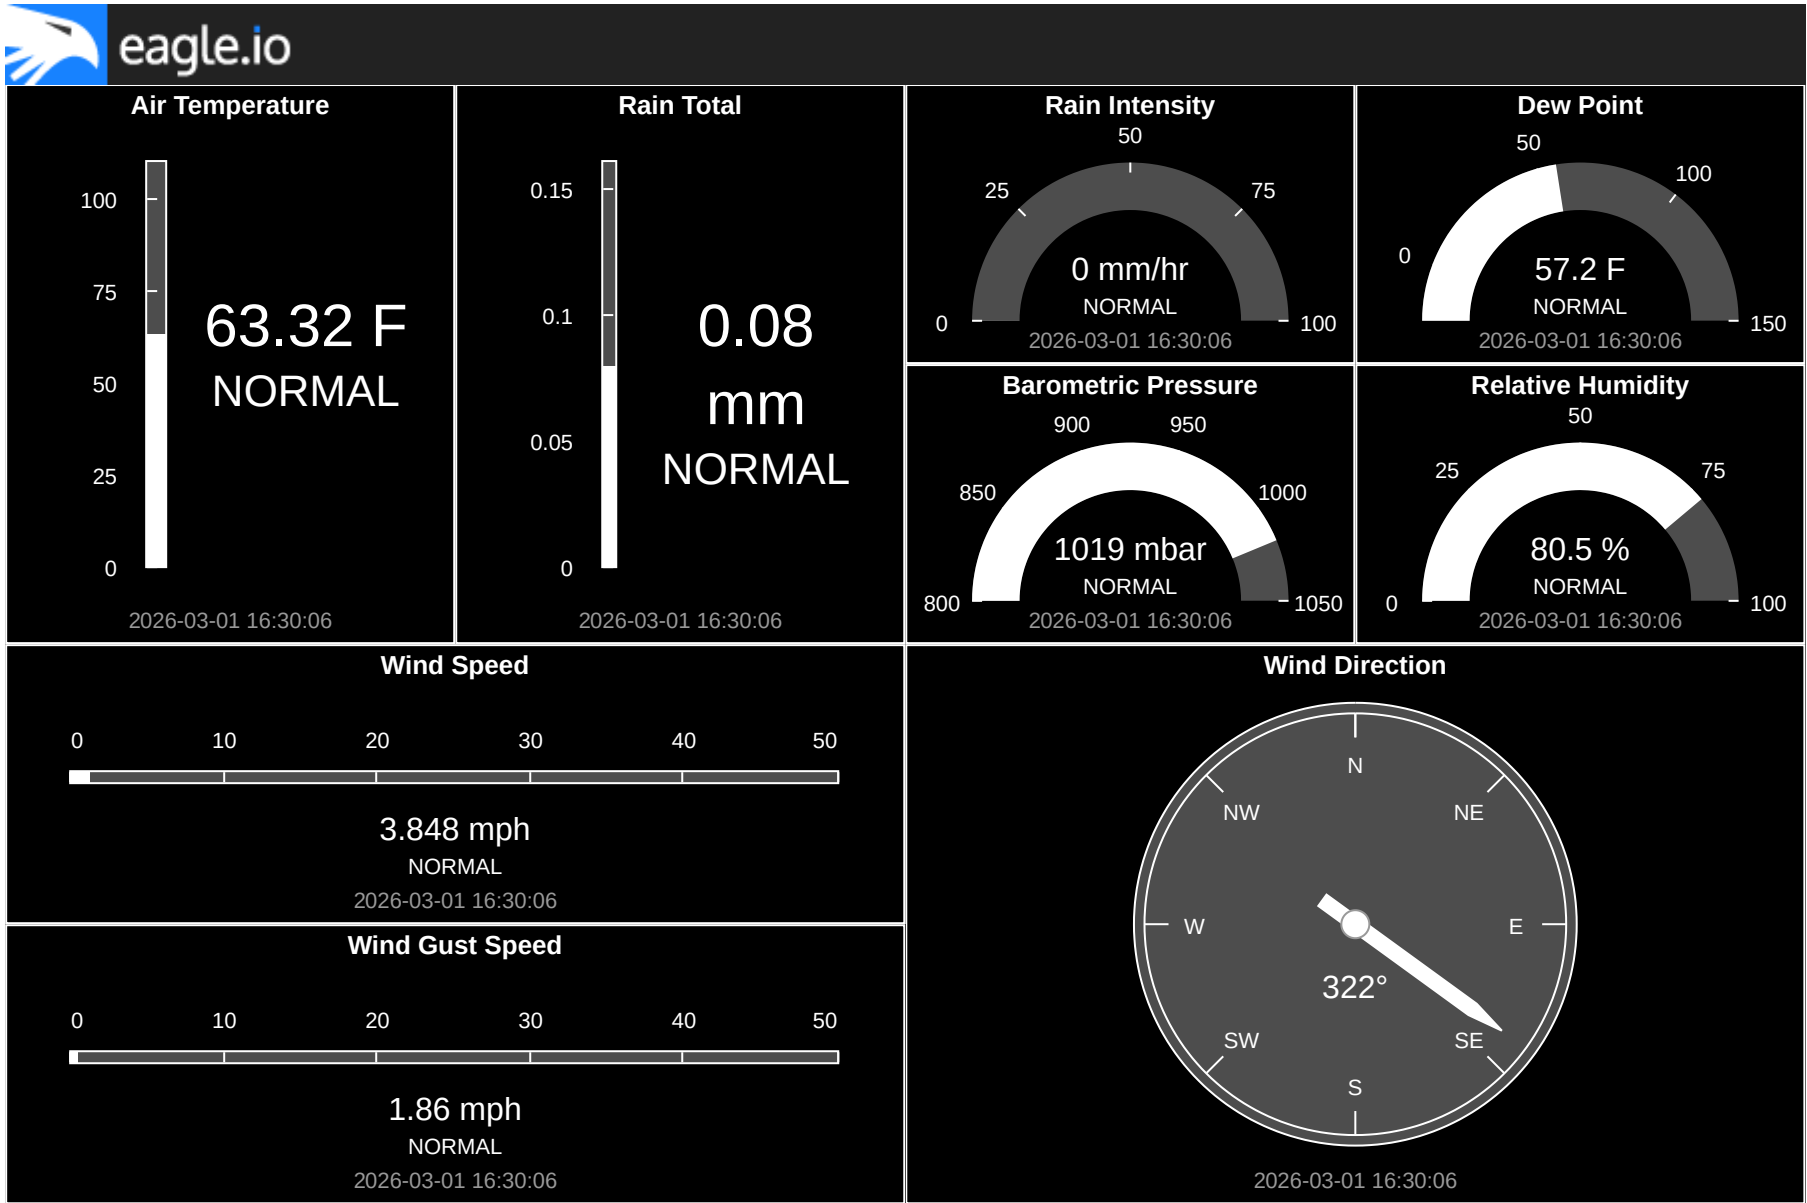 eagle.io
Air Temperature
100
75
50
25
0
63.32 F
NORMAL
2026-03-01 16:30:06
Rain Total
0.15
0.1
0.05
0
0.08
mm
NORMAL
2026-03-01 16:30:06
Rain Intensity
50
25
75
0
100
0 mm/hr
NORMAL
2026-03-01 16:30:06
Dew Point
50
100
0
150
57.2 F
NORMAL
2026-03-01 16:30:06
Barometric Pressure
900
950
850
1000
800
1050
1019 mbar
NORMAL
2026-03-01 16:30:06
Relative Humidity
50
25
75
0
100
80.5 %
NORMAL
2026-03-01 16:30:06
Wind Speed
0 10 20 30 40 50
3.848 mph
NORMAL
2026-03-01 16:30:06
Wind Gust Speed
0 10 20 30 40 50
1.86 mph
NORMAL
2026-03-01 16:30:06
Wind Direction
N
NW
NE
W
E
322°
SW
SE
S
2026-03-01 16:30:06